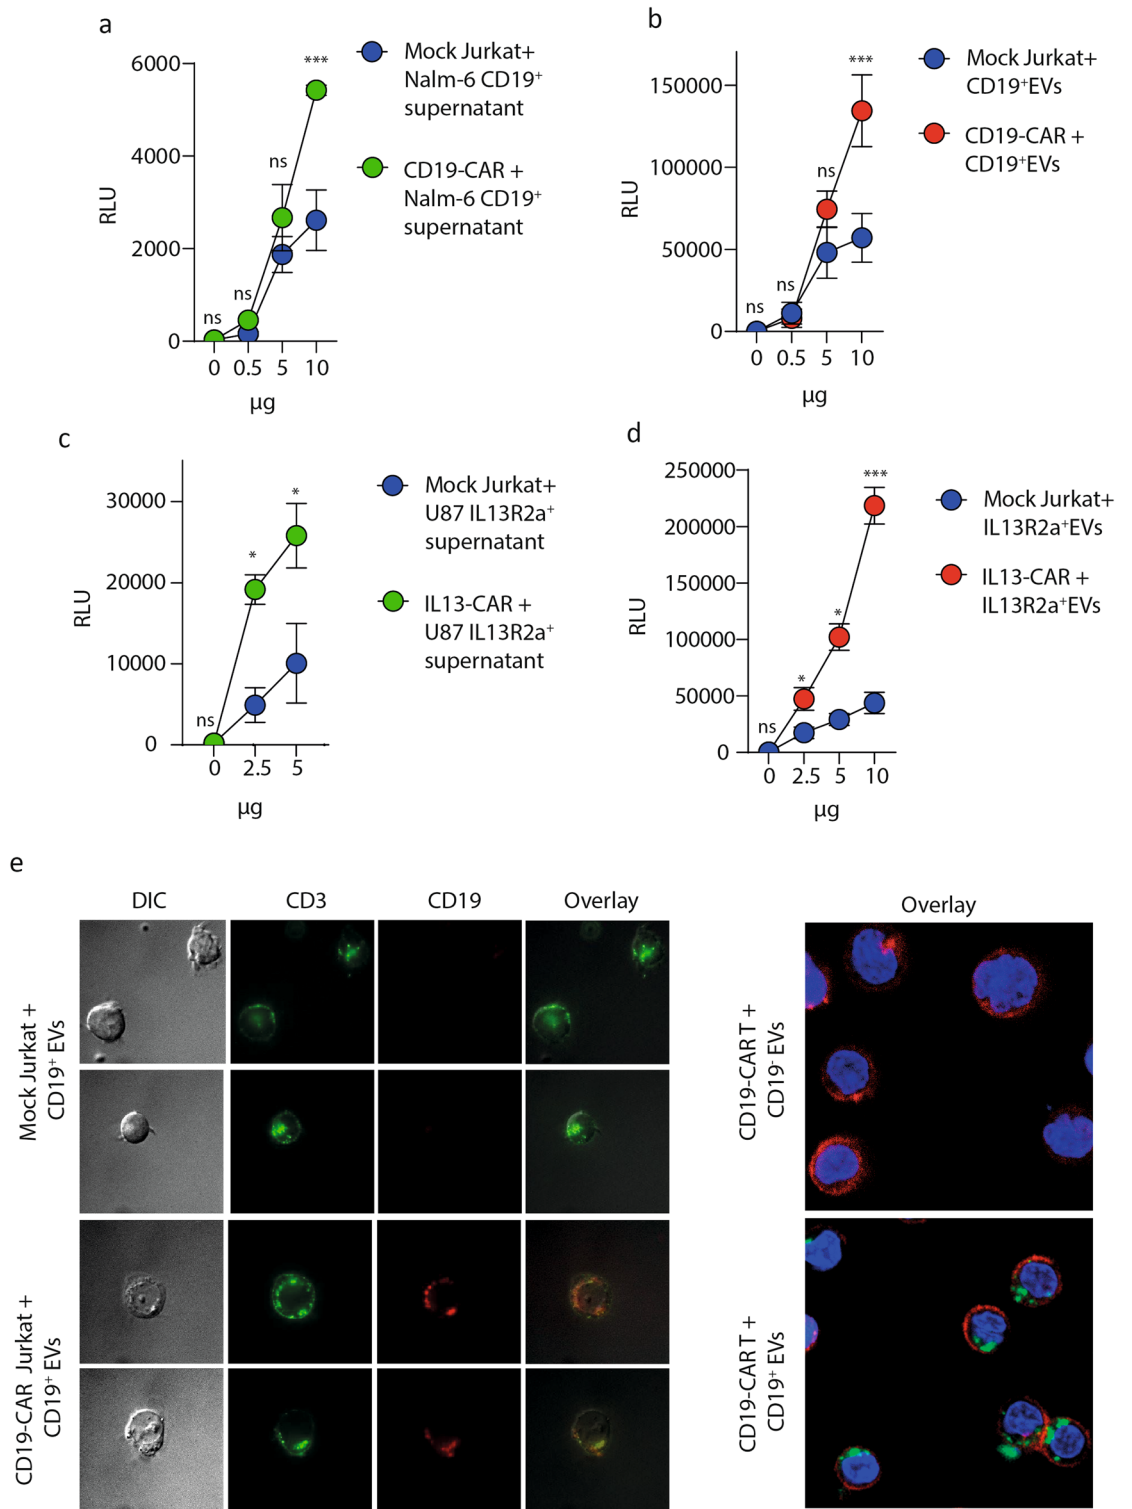 a
6000
4000
2000
0
RLU
ns
ns
ns
***
0 0.5 5 10
µg
Mock Jurkat+
Nalm-6 CD19⁺
supernatant
CD19-CAR +
Nalm-6 CD19⁺
supernatant
b
150000
100000
50000
0
RLU
ns
ns
ns
***
0 0.5 5 10
µg
Mock Jurkat+
CD19⁺EVs
CD19-CAR +
CD19⁺EVs
c
30000
20000
10000
0
RLU
ns
*
*
0 2.5 5
µg
Mock Jurkat+
U87 IL13R2a⁺
supernatant
IL13-CAR +
U87 IL13R2a⁺
supernatant
d
250000
200000
150000
100000
50000
0
RLU
ns
*
*
***
0 2.5 5 10
µg
Mock Jurkat+
IL13R2a⁺EVs
IL13-CAR +
IL13R2a⁺EVs
e
DIC CD3 CD19 Overlay
Mock Jurkat +
CD19⁺ EVs
CD19-CAR Jurkat +
CD19⁺ EVs
Overlay
CD19-CAR T +
CD19⁻ EVs
CD19-CAR T +
CD19⁺ EVs